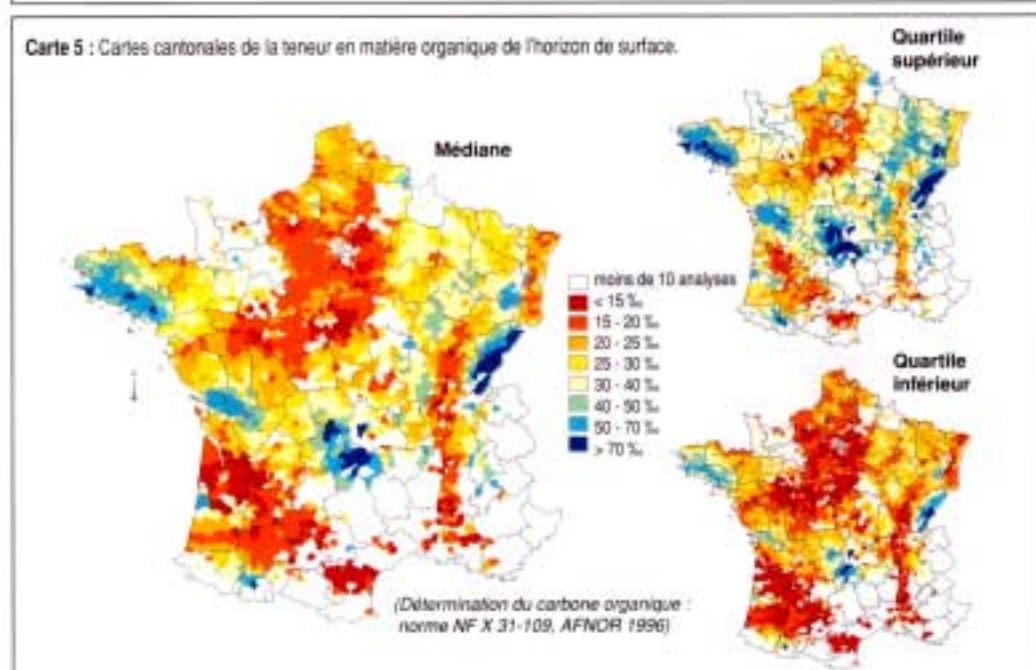 Carte 5 : Cartes cantonales de la teneur en matière organique de l'horizon de surface.
Quartile
supérieur
Médiane
moins de 10 analyses
< 15 ‰
15 - 20 ‰
20 - 25 ‰
25 - 30 ‰
30 - 40 ‰
40 - 50 ‰
50 - 70 ‰
> 70 ‰
Quartile
inférieur
(Détermination du carbone organique :
norme NF X 31-109, AFNOR 1996)